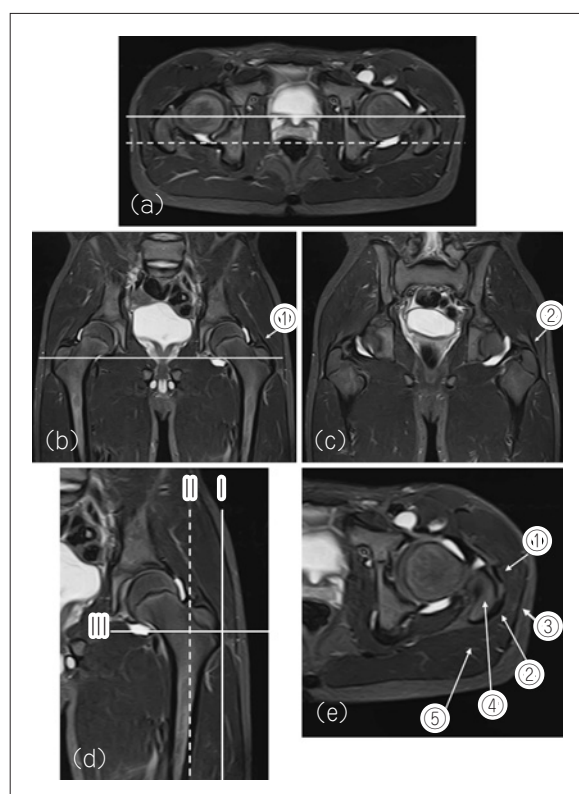 (a)
①
②
(b)
(c)
II
I
III
①
③
②
④
⑤
(d)
(e)